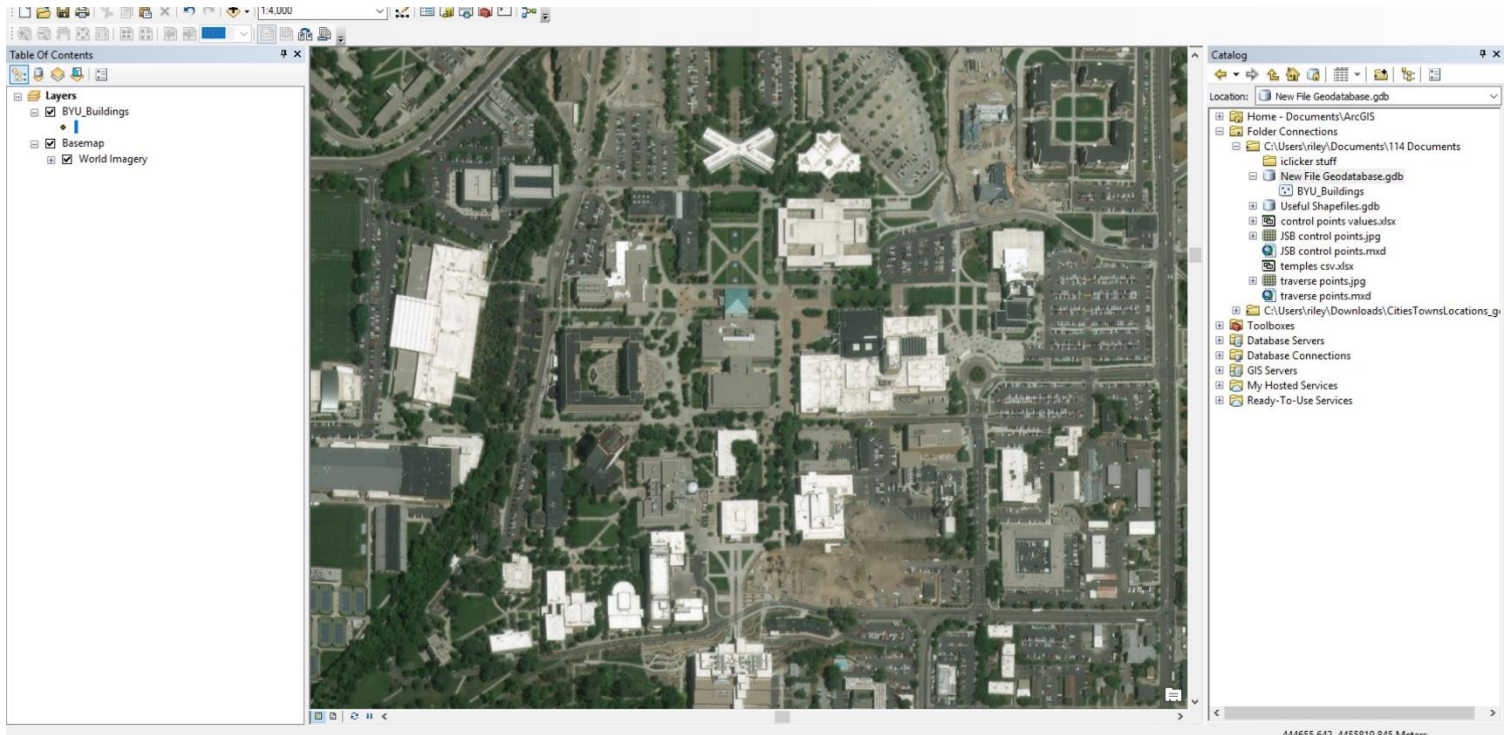 1:4,000
Table Of Contents
Layers
BYU_Buildings
Basemap
World Imagery
Catalog
Location: New File Geodatabase.gdb
Home - Documents\ArcGIS
Folder Connections
C:\Users\riley\Documents\114 Documents
iclicker stuff
New File Geodatabase.gdb
BYU_Buildings
Useful Shapefiles.gdb
control points values.xlsx
JSB control points.jpg
JSB control points.mxd
temples csv.xlsx
traverse points.jpg
traverse points.mxd
C:\Users\riley\Downloads\CitiesTownsLocations_g
Toolboxes
Database Servers
Database Connections
GIS Servers
My Hosted Services
Ready-To-Use Services
444655.642 4455819.845 Meters